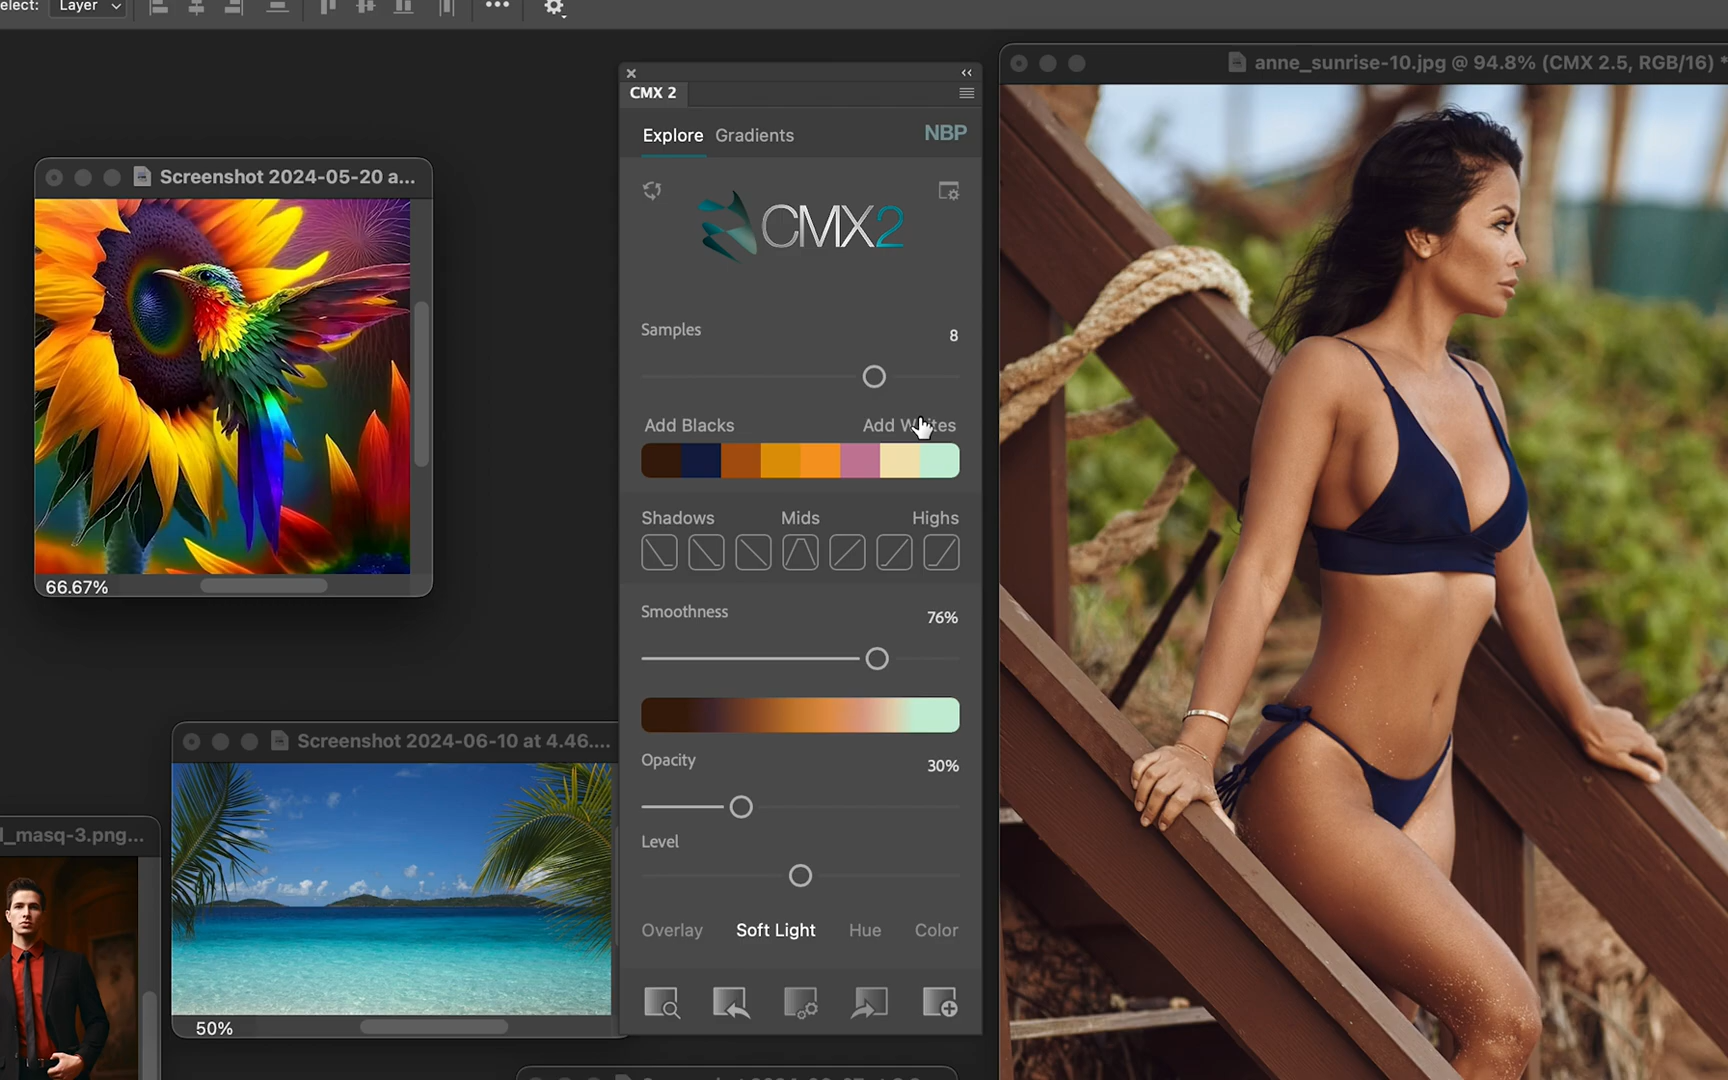 elect:
Layer
anne_sunrise-10.jpg @ 94.8% (CMX 2.5, RGB/16) *
CMX 2
Explore
Gradients
NBP
Screenshot 2024-05-20 a...
CMX2
Samples
8
Add Blacks
Add Whites
Shadows
Mids
Highs
66.67%
Smoothness
76%
Screenshot 2024-06-10 at 4.46....
Opacity
30%
l_masq-3.png...
Level
Overlay
Soft Light
Hue
Color
50%